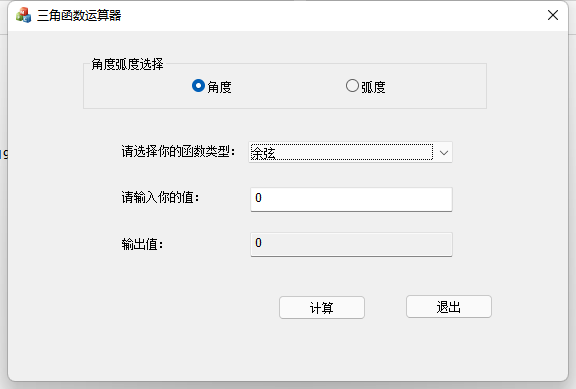 三角函数运算器
角度弧度选择
角度 弧度
请选择你的函数类型： 余弦
请输入你的值： 0
输出值： 0
计算 退出